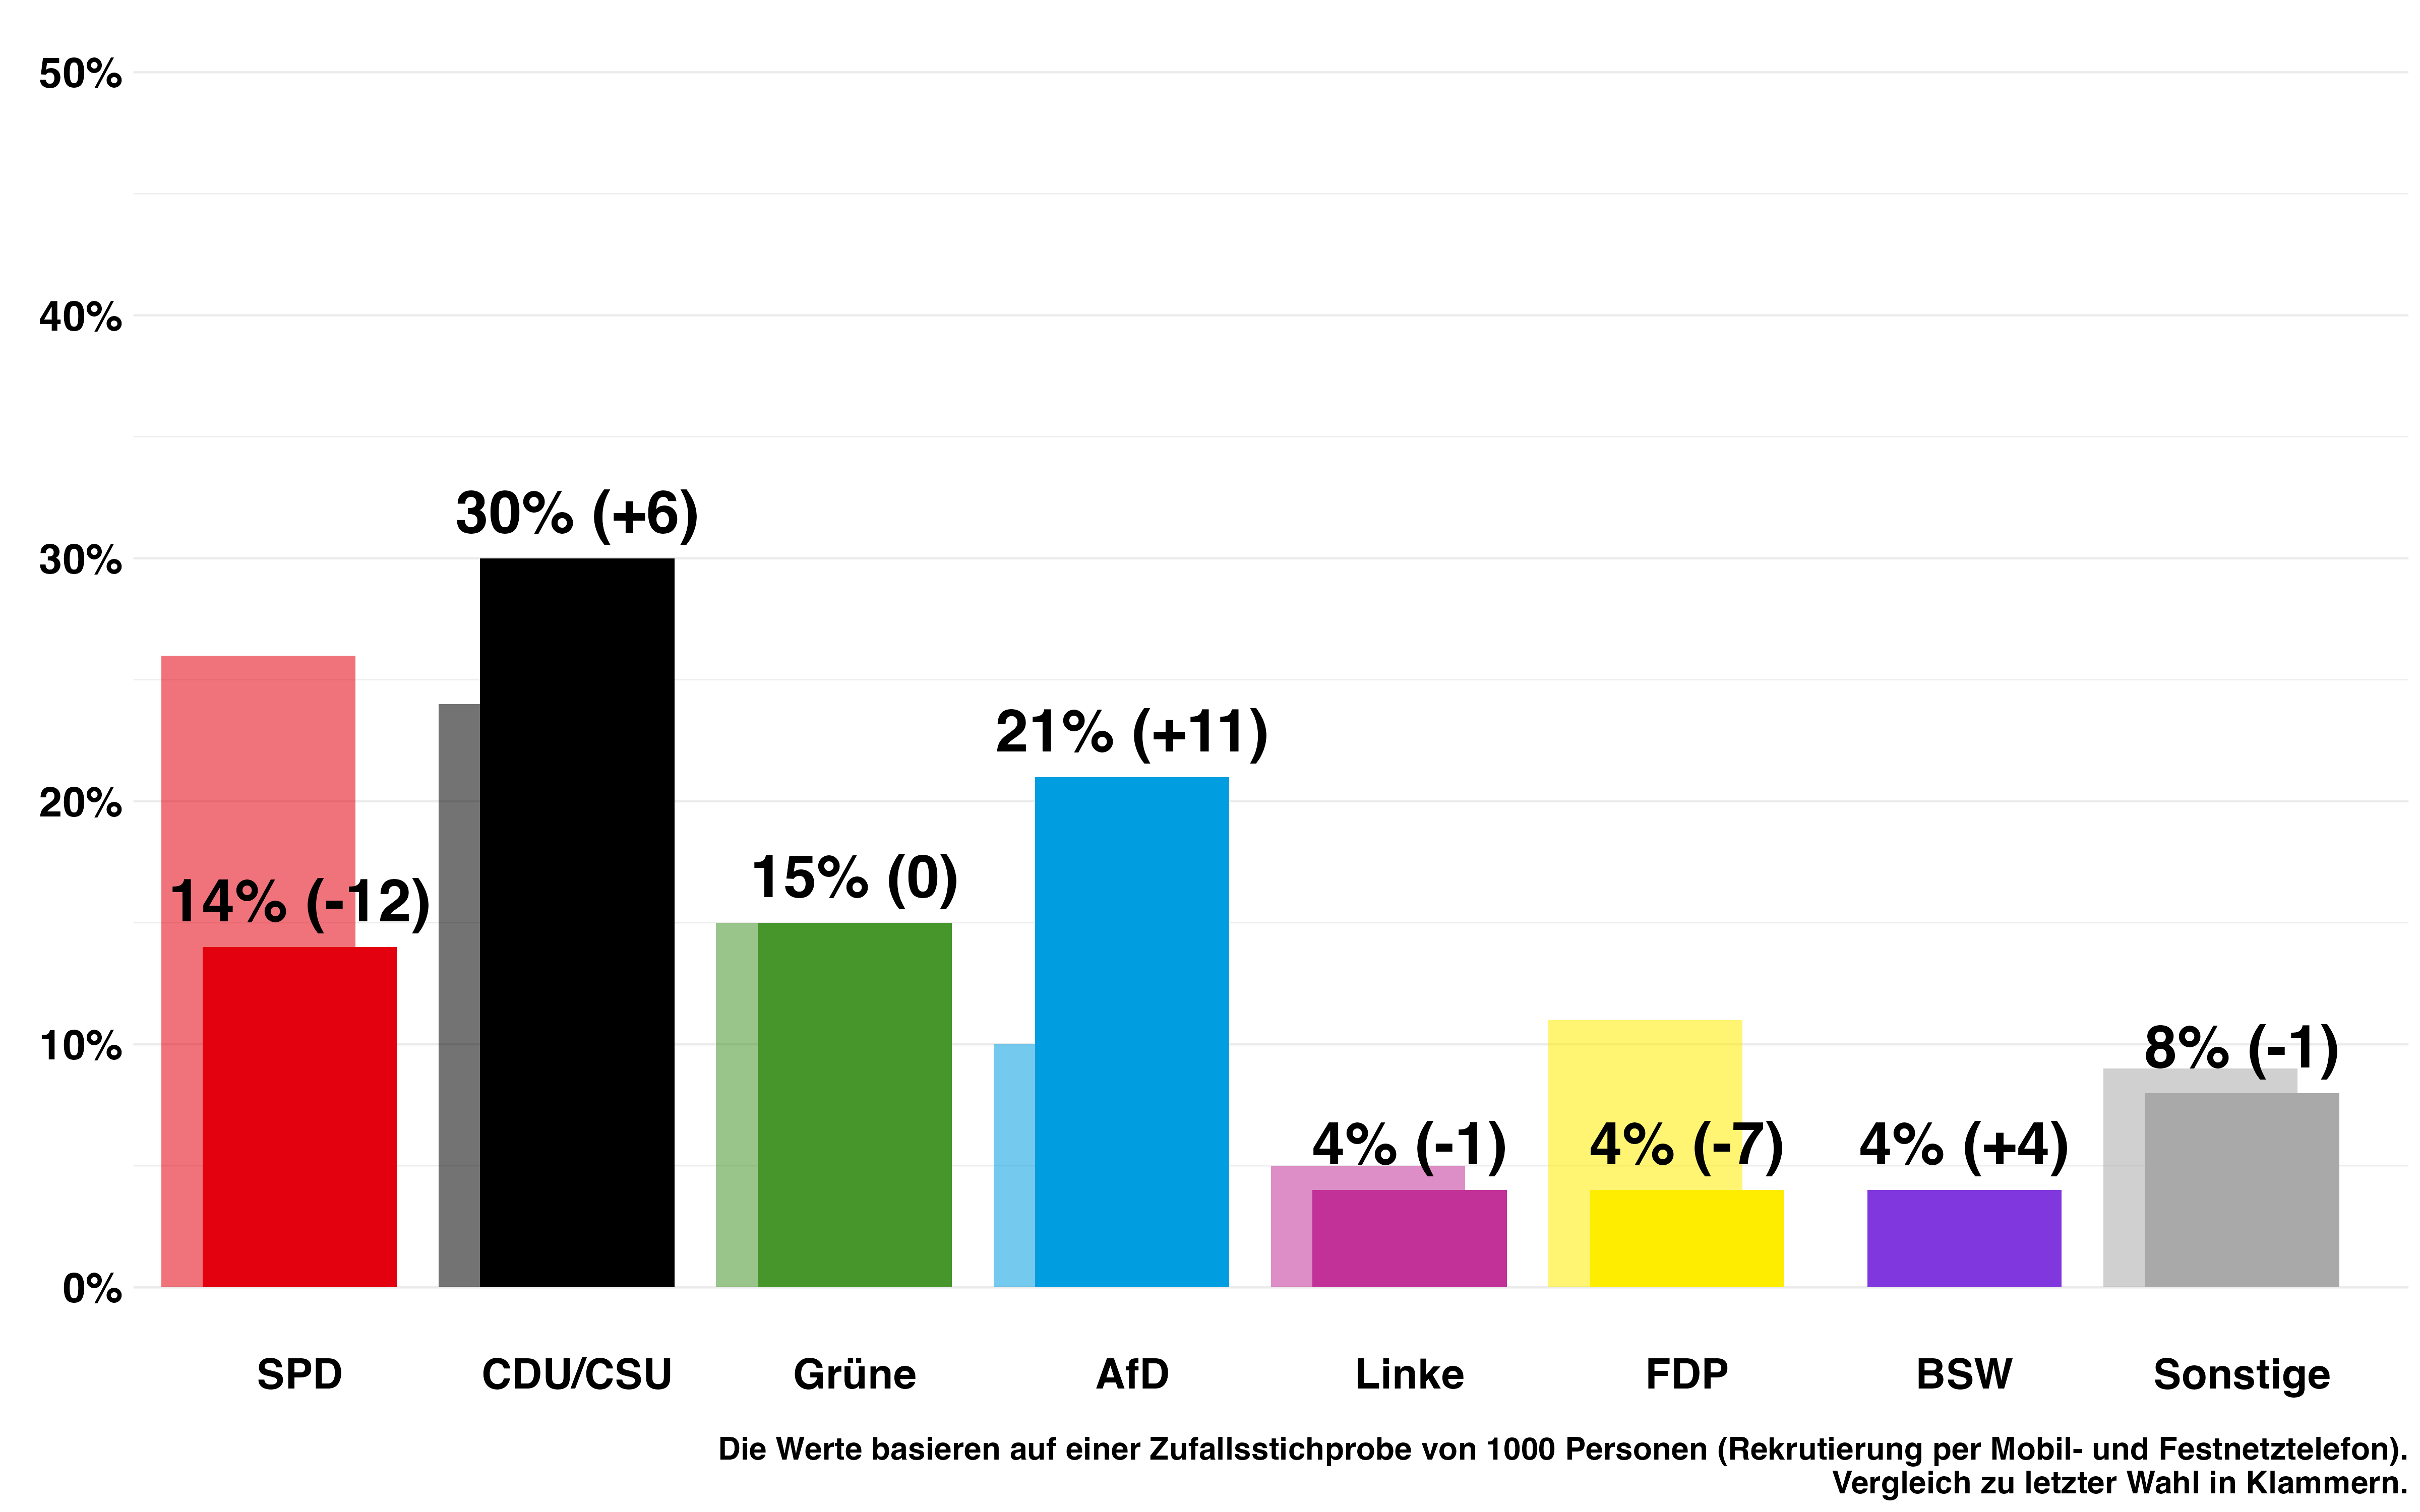 50%
40%
30%
20%
10%
0%
14% (-12)
30% (+6)
15% (0)
21% (+11)
4% (-1)
4% (-7)
4% (+4)
8% (-1)
SPD
CDU/CSU
Grüne
AfD
Linke
FDP
BSW
Sonstige
Die Werte basieren auf einer Zufallsstichprobe von 1000 Personen (Rekrutierung per Mobil- und Festnetztelefon).
Vergleich zu letzter Wahl in Klammern.